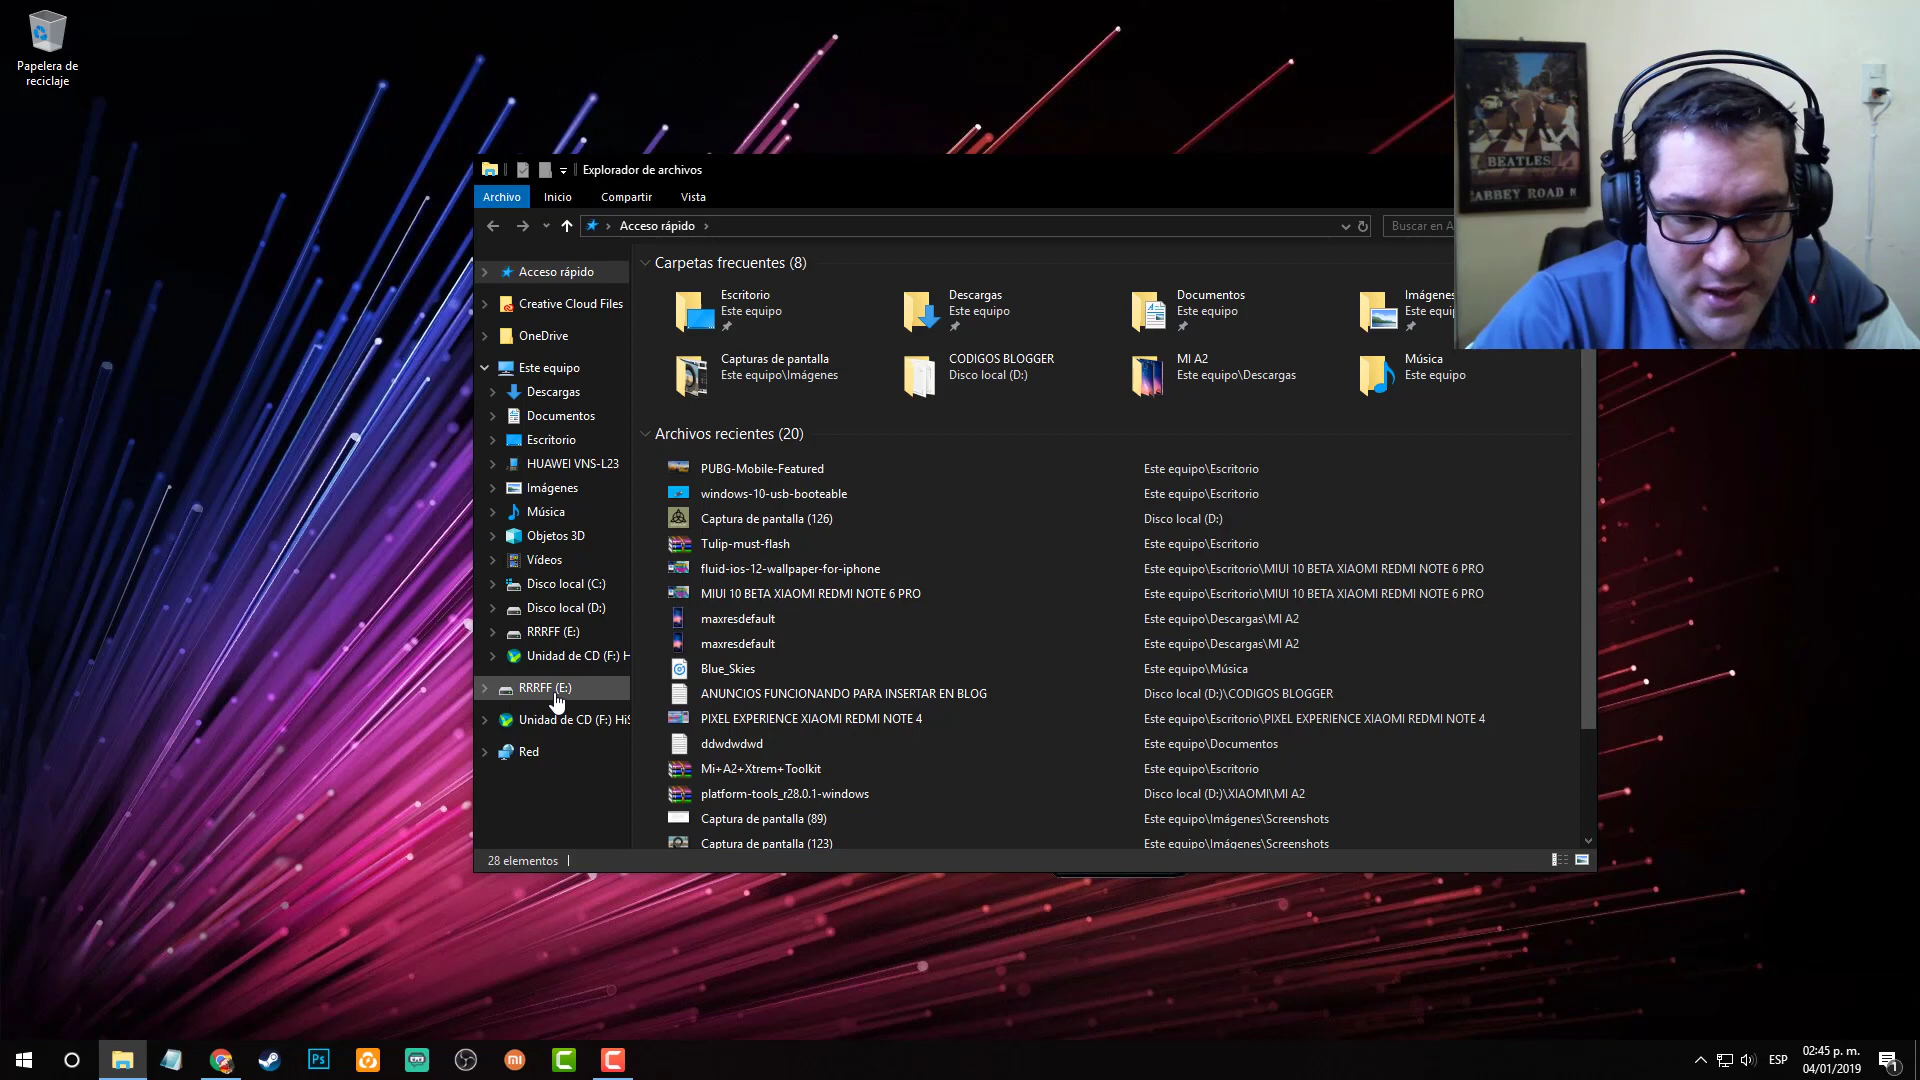 Papelera de
reciclaje
Explorador de archivos
Archivo
Inicio
Compartir
Vista
Acceso rápido
Buscar en A
Acceso rápido
Creative Cloud Files
OneDrive
Este equipo
Descargas
Documentos
Escritorio
HUAWEI VNS-L23
Imágenes
Música
Objetos 3D
Vídeos
Disco local (C:)
Disco local (D:)
RRRFF (E:)
Unidad de CD (F:) H
RRRFF (E:)
Unidad de CD (F:) HiS
Red
Carpetas frecuentes (8)
Escritorio
Este equipo
Descargas
Este equipo
Documentos
Este equipo
Imágenes
Este equip
Capturas de pantalla
Este equipo\Imágenes
CODIGOS BLOGGER
Disco local (D:)
MI A2
Este equipo\Descargas
Música
Este equipo
Archivos recientes (20)
PUBG-Mobile-Featured Este equipo\Escritorio
windows-10-usb-booteable Este equipo\Escritorio
Captura de pantalla (126) Disco local (D:)
Tulip-must-flash Este equipo\Escritorio
fluid-ios-12-wallpaper-for-iphone Este equipo\Escritorio\MIUI 10 BETA XIAOMI REDMI NOTE 6 PRO
MIUI 10 BETA XIAOMI REDMI NOTE 6 PRO Este equipo\Escritorio\MIUI 10 BETA XIAOMI REDMI NOTE 6 PRO
maxresdefault Este equipo\Descargas\MI A2
maxresdefault Este equipo\Descargas\MI A2
Blue_Skies Este equipo\Música
ANUNCIOS FUNCIONANDO PARA INSERTAR EN BLOG Disco local (D:)\CODIGOS BLOGGER
PIXEL EXPERIENCE XIAOMI REDMI NOTE 4 Este equipo\Escritorio\PIXEL EXPERIENCE XIAOMI REDMI NOTE 4
ddwdwdwd Este equipo\Documentos
Mi+A2+Xtrem+Toolkit Este equipo\Escritorio
platform-tools_r28.0.1-windows Disco local (D:)\XIAOMI\MI A2
Captura de pantalla (89) Este equipo\Imágenes\Screenshots
Captura de pantalla (123) Este equipo\Imágenes\Screenshots
28 elementos
BEATLES
ABBEY ROAD
Ps
ESP
02:45 p. m.
04/01/2019
1